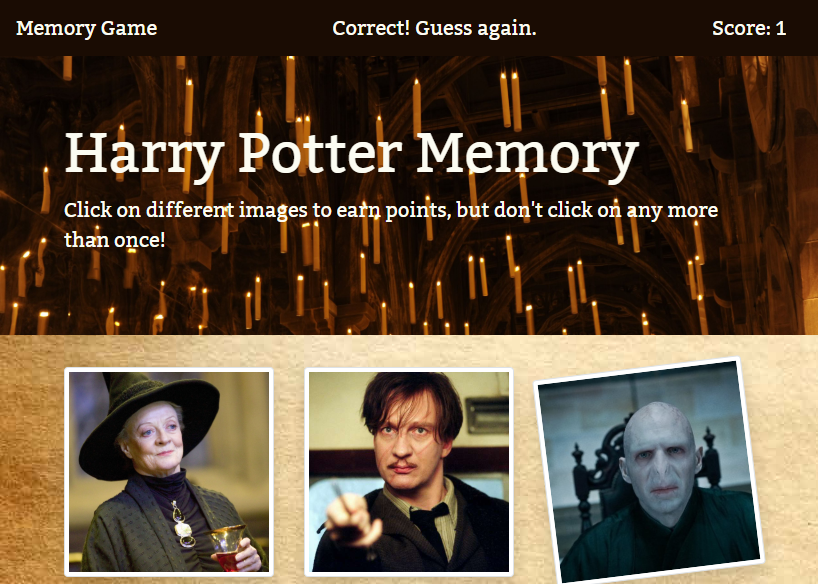 Memory Game
Correct! Guess again.
Score: 1
Harry Potter Memory
Click on different images to earn points, but don't click on any more
than once!